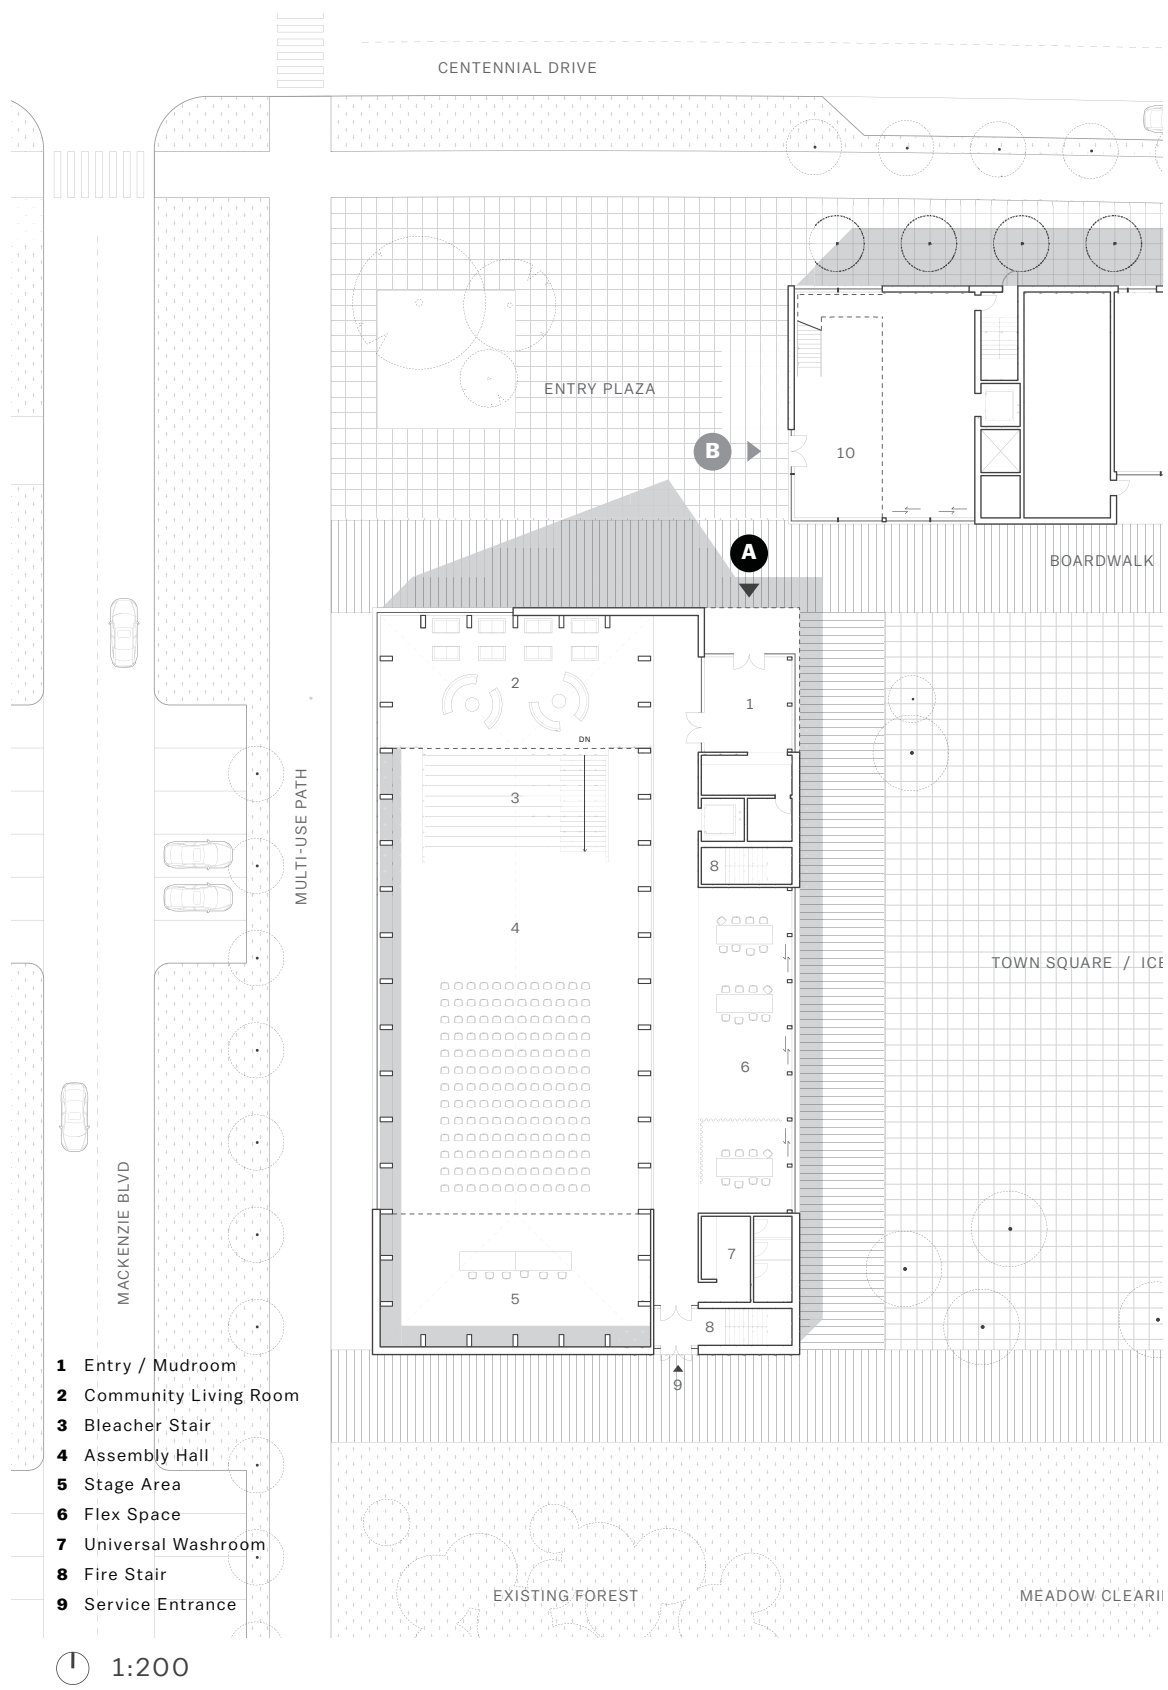 CENTENNIAL DRIVE
ENTRY PLAZA
B
10
A
BOARDWALK
2
1
DN
3
MULTI-USE PATH
8
4
TOWN SQUARE / ICE
6
MACKENZIE BLVD
7
5
8
9
1 Entry / Mudroom
2 Community Living Room
3 Bleacher Stair
4 Assembly Hall
5 Stage Area
6 Flex Space
7 Universal Washroom
8 Fire Stair
9 Service Entrance
EXISTING FOREST
MEADOW CLEARI
1:200